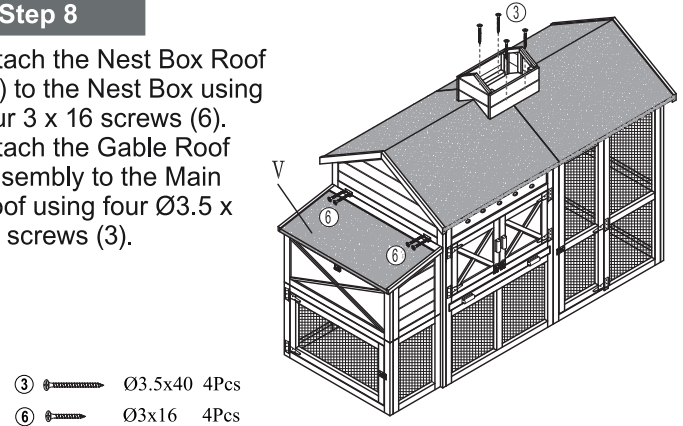 Step 8
tach the Nest Box Roof
) to the Nest Box using
ur 3 x 16 screws (6).
tach the Gable Roof
sembly to the Main
oof using four Ø3.5 x
screws (3).
③
V
⑥
⑥
③ Ø3.5x40 4Pcs
⑥ Ø3x16 4Pcs